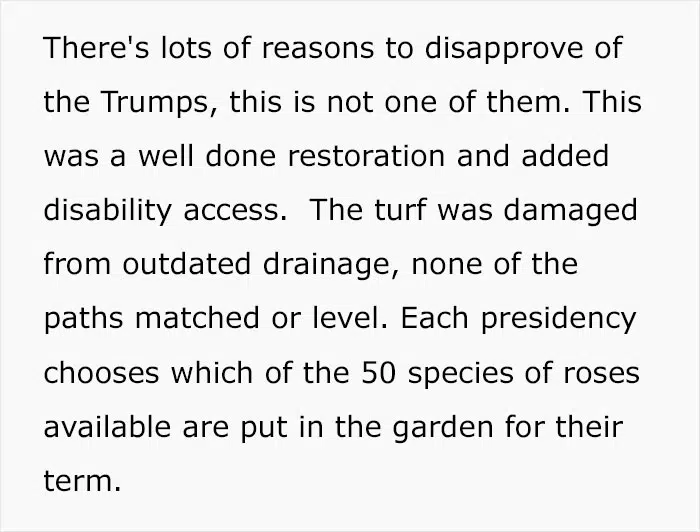 There's lots of reasons to disapprove of
the Trumps, this is not one of them. This
was a well done restoration and added
disability access.  The turf was damaged
from outdated drainage, none of the
paths matched or level. Each presidency
chooses which of the 50 species of roses
available are put in the garden for their
term.